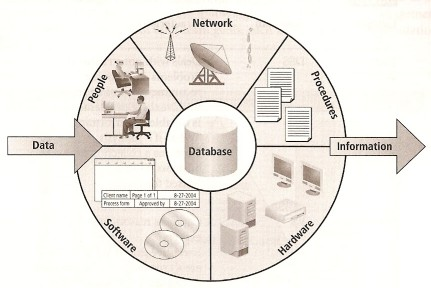 Network
People
Procedures
Data
Database
Information
Client name Page 1 of 1 8-27-2004
Process form Approved by 8-27-2004
Software
Hardware